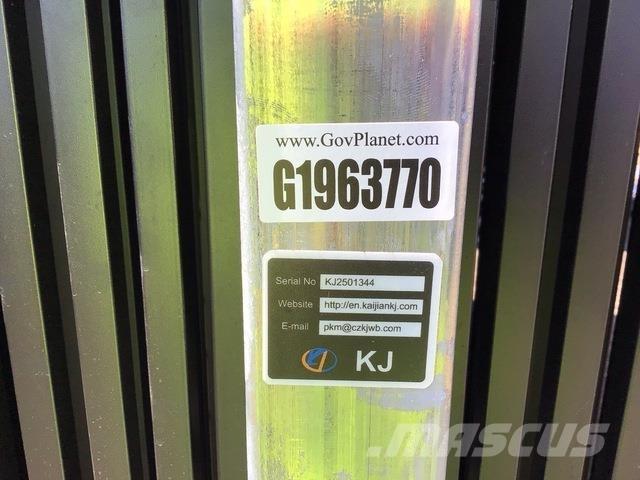 www.GovPlanet.com
G1963770
Serial No KJ2501344
Website http://en.kaijiankj.com
E-mail pkm@czkjwb.com
KJ
MASCUS